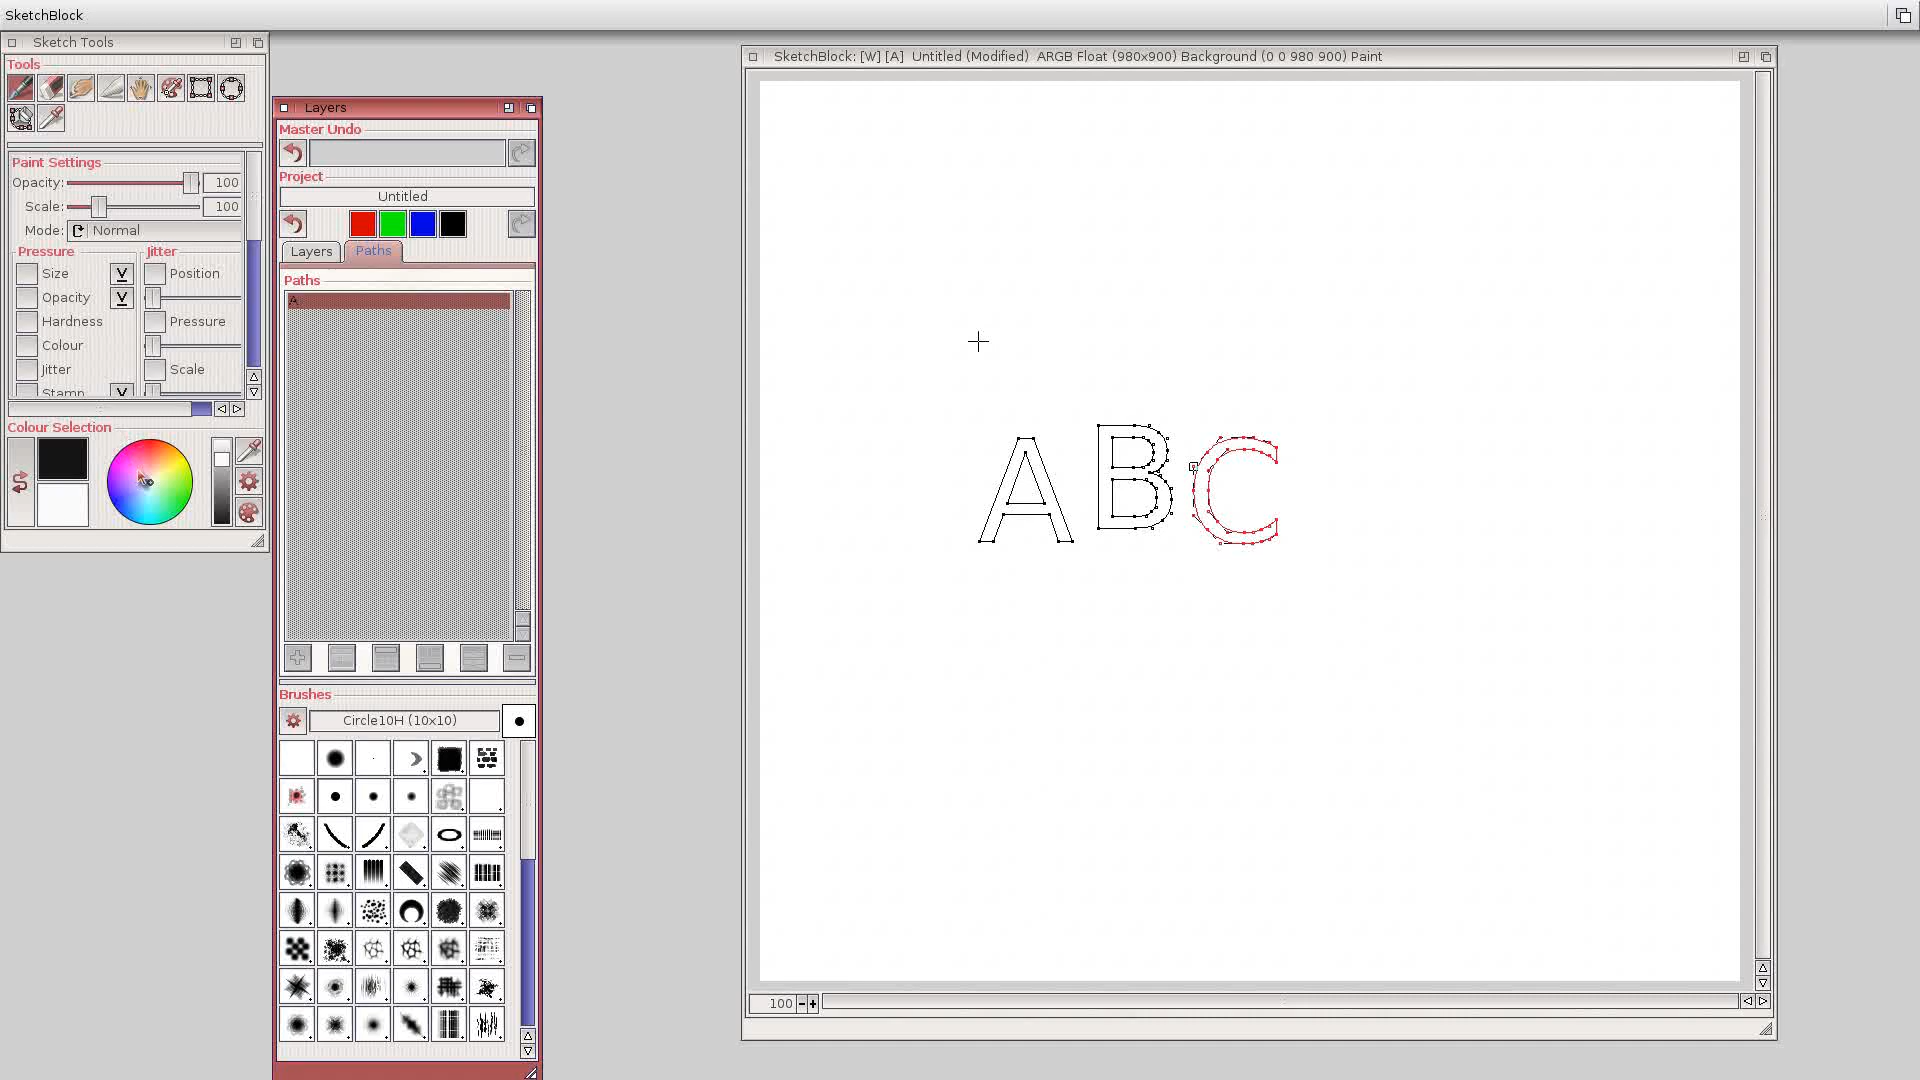 SketchBlock
Sketch Tools
Tools
Paint Settings
Opacity: 100
Scale: 100
Mode: Normal
Pressure
Jitter
Size V
Position
Opacity V
Hardness
Pressure
Colour
Jitter
Scale
Stamp V
Colour Selection
Layers
Master Undo
Project
Untitled
Layers Paths
Paths
A
Brushes
Circle10H (10x10)
SketchBlock: [W] [A] Untitled (Modified) ARGB Float (980x900) Background (0 0 980 900) Paint
ABC
100